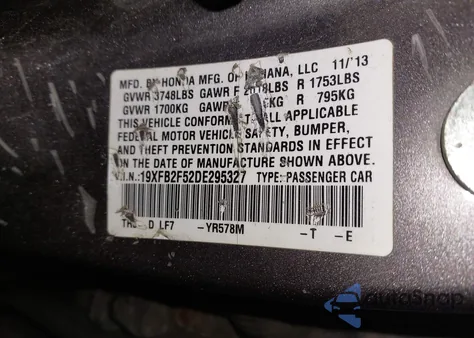 MFD. BY HONDA MFG. OF INDIANA, LLC 11/'13
GVWR 3748LBS GAWR F R 1753LBS
GVWR 1700KG GAWR KG R 795KG
THIS VEHICLE CONFORMS ALL APPLICABLE
FEDERAL MOTOR VEHICLE SAFETY, BUMPER,
AND THEFT PREVENTION STANDARDS IN EFFECT
ON THE DATE OF MANUFACTURE SHOWN ABOVE.
V.I.N.:19XFB2F52DE295327 TYPE: PASSENGER CAR
D LF7 -YR578M -T -E
AutoSnap